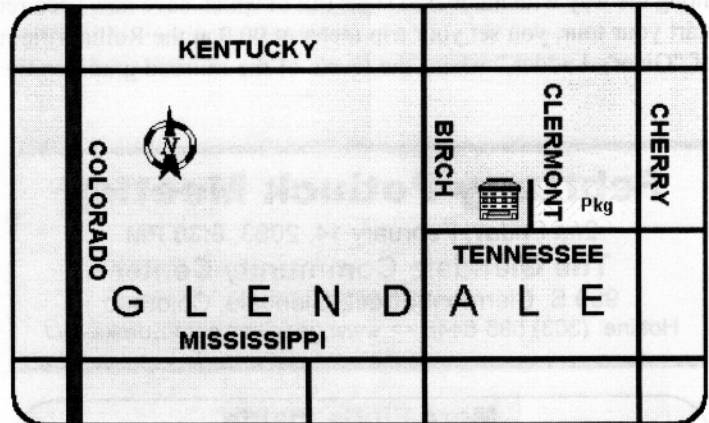 KENTUCKY
COLORADO
N
BIRCH
CLERMONT
CHERRY
Pkg
TENNESSEE
GLENDALE
MISSISSIPPI